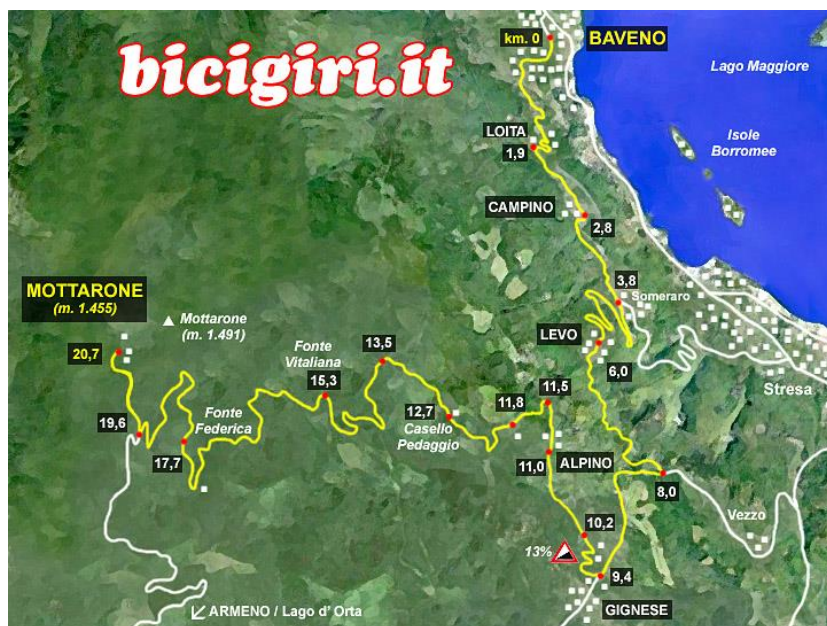 bicigiri.it
km. 0
BAVENO
Lago Maggiore
Isole
Borromee
LOITA
1,9
CAMPINO
2,8
3,8
Someraro
MOTTARONE
(m. 1.455)
Mottarone
(m. 1.491)
LEVO
6,0
Stresa
20,7
Fonte
Vitaliana
13,5
15,3
11,5
11,8
12,7
Casello
Pedaggio
Fonte
Federica
19,6
17,7
11,0
ALPINO
8,0
Vezzo
10,2
13%
9,4
GIGNESE
ARMENO / Lago d' Orta